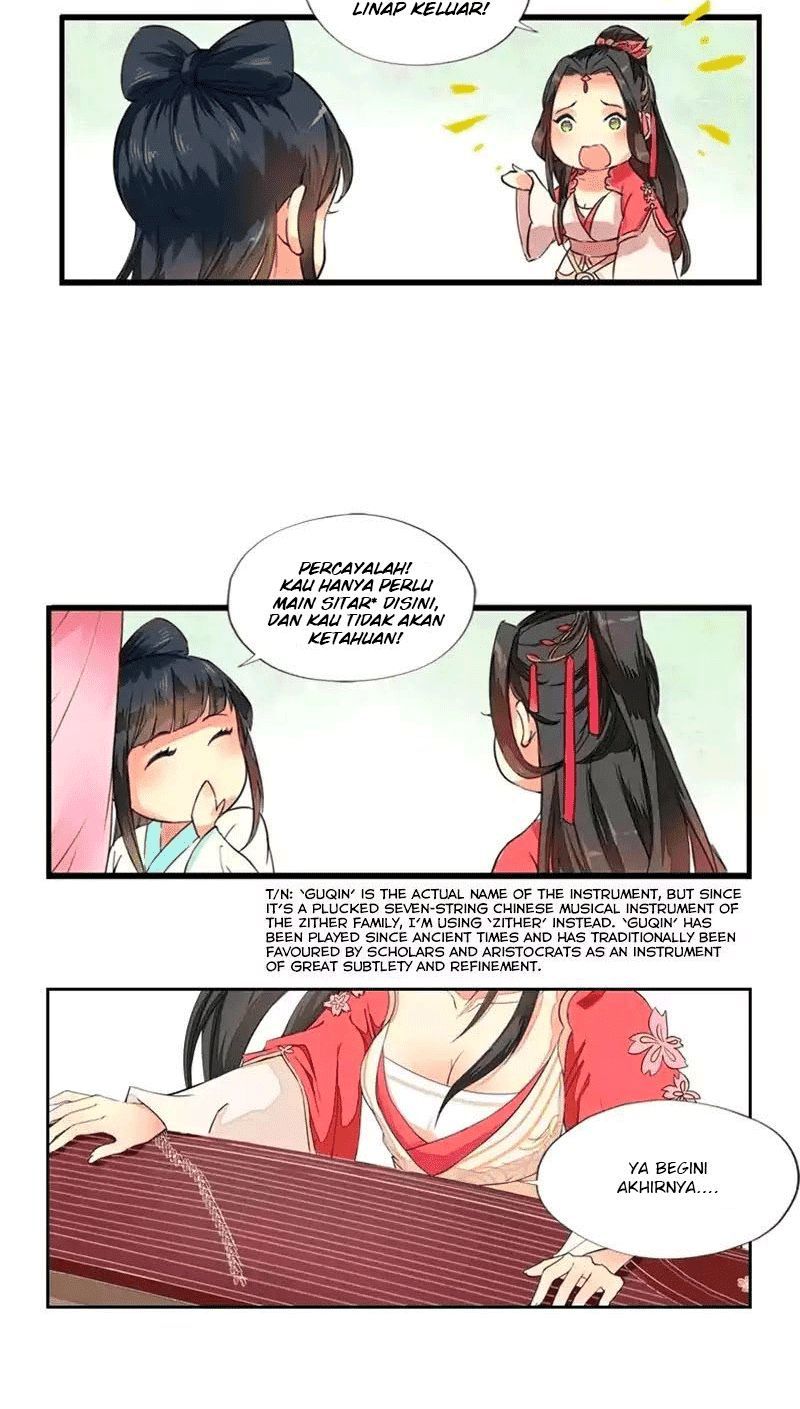 LINAP KELUAR!
PERCAYALAH!
KAU HANYA PERLU
MAIN SITAR* DISINI,
DAN KAU TIDAK AKAN
KETAHUAN!
T/N: 'GUQIN' IS THE ACTUAL NAME OF THE INSTRUMENT, BUT SINCE
IT'S A PLUCKED SEVEN-STRING CHINESE MUSICAL INSTRUMENT OF
THE ZITHER FAMILY, I'M USING 'ZITHER' INSTEAD. 'GUQIN' HAS
BEEN PLAYED SINCE ANCIENT TIMES AND HAS TRADITIONALLY BEEN
FAVOURED BY SCHOLARS AND ARISTOCRATS AS AN INSTRUMENT
OF GREAT SUBTLETY AND REFINEMENT.
YA BEGINI
AKHIRNYA....